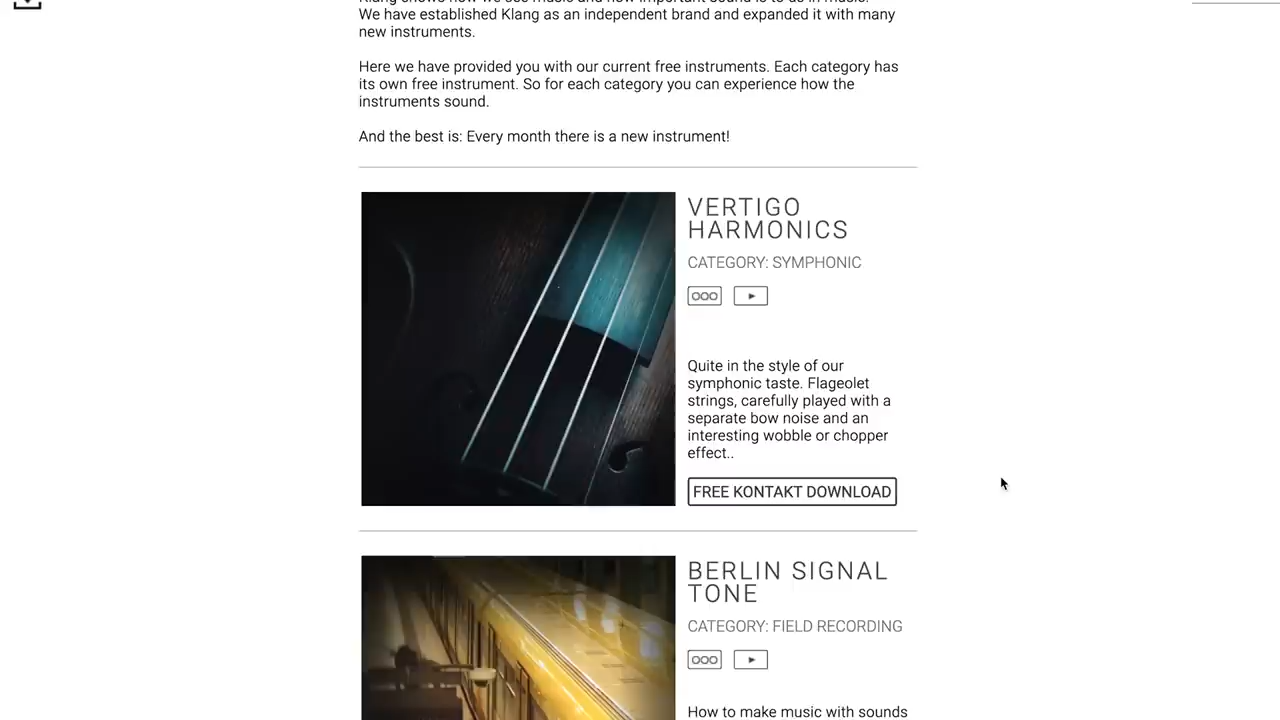 We have established Klang as an independent brand and expanded it with many
new instruments.
Here we have provided you with our current free instruments. Each category has
its own free instrument. So for each category you can experience how the
instruments sound.
And the best is: Every month there is a new instrument!
VERTIGO
HARMONICS
CATEGORY: SYMPHONIC
Quite in the style of our
symphonic taste. Flageolet
strings, carefully played with a
separate bow noise and an
interesting wobble or chopper
effect..
FREE KONTAKT DOWNLOAD
BERLIN SIGNAL
TONE
CATEGORY: FIELD RECORDING
How to make music with sounds